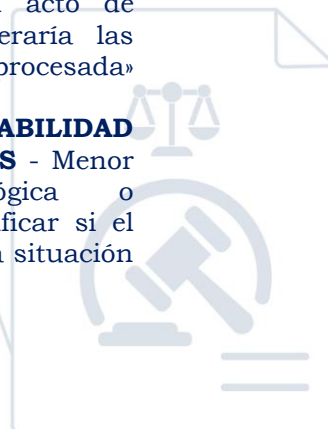 acto de
eraría las
procesada»
ABILIDAD
S - Menor
ógica o
ficar si el
situación